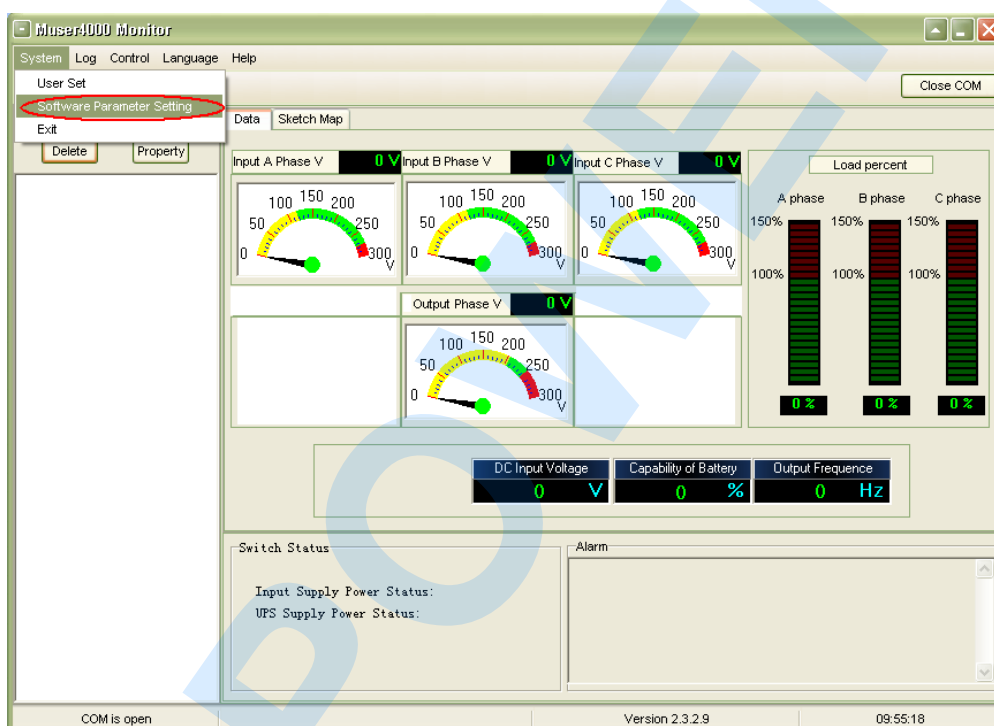 Muser4000 Monitor
System Log Control Language Help
User Set
Software Parameter Setting
Exit
Close COM
Delete Property
Data Sketch Map
Input A Phase V 0 V Input B Phase V 0 V Input C Phase V 0 V
0 50 100 150 200 250 300 V
0 50 100 150 200 250 300 V
0 50 100 150 200 250 300 V
Output Phase V 0 V
0 50 100 150 200 250 300 V
Load percent
A phase B phase C phase
150% 150% 150%
100% 100% 100%
0 % 0 % 0 %
DC Input Voltage Capability of Battery Output Frequence
0 V 0 % 0 Hz
Switch Status
Input Supply Power Status:
UPS Supply Power Status:
Alarm
COM is open Version 2.3.2.9 09:55:18
POWE